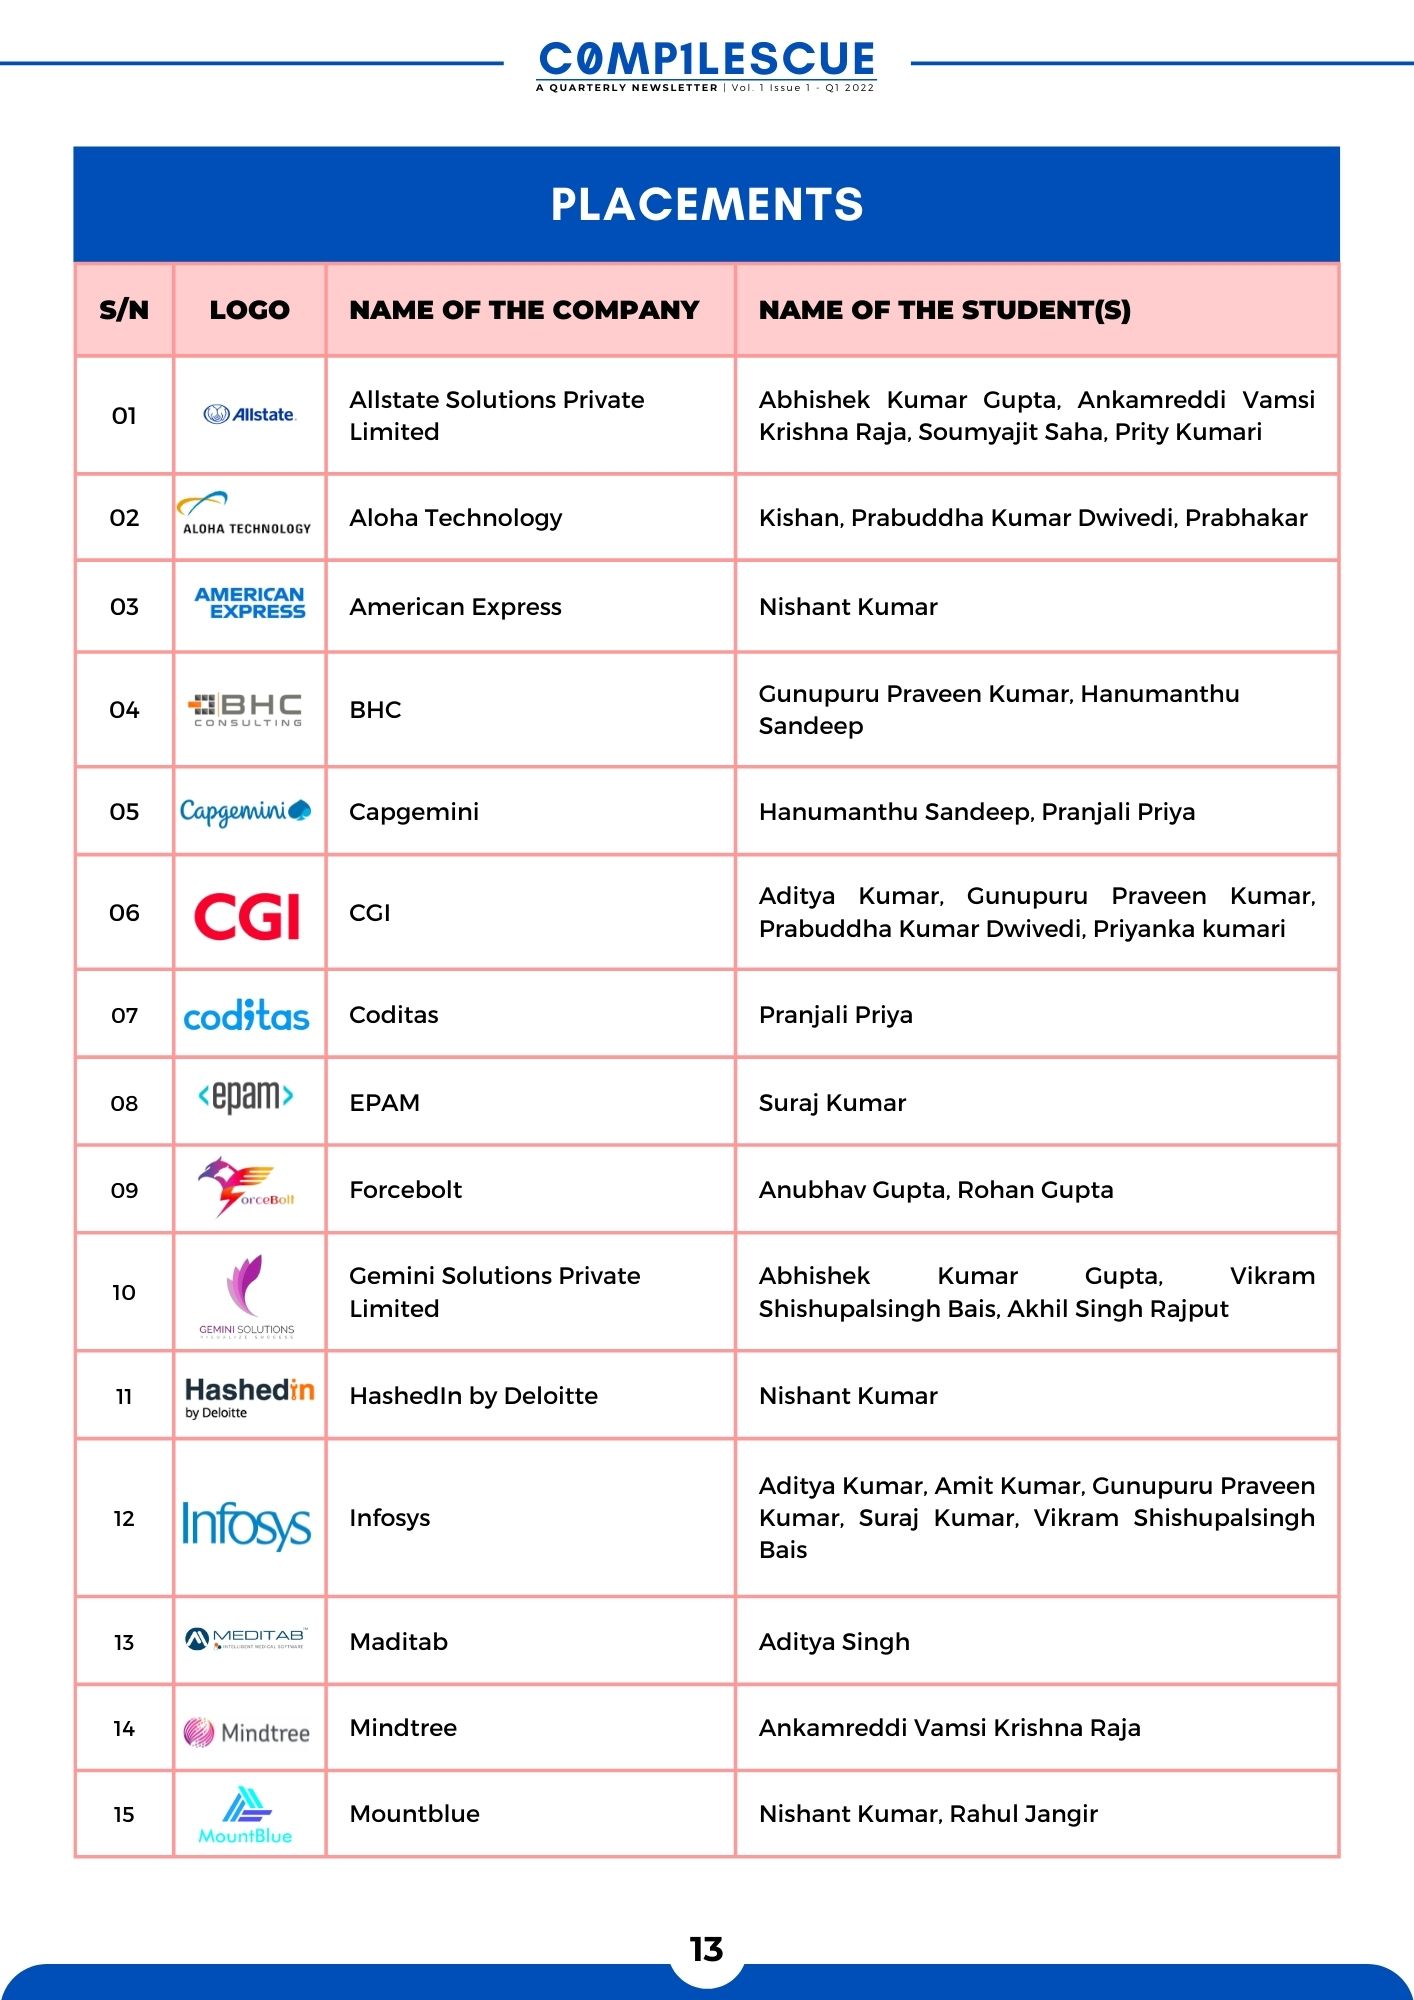 C0MP1LESCUE
A QUARTERLY NEWSLETTER | Vol. 1 Issue 1 - Q1 2022
PLACEMENTS
S/N LOGO NAME OF THE COMPANY NAME OF THE STUDENT(S)
01 Allstate. Allstate Solutions Private Limited Abhishek Kumar Gupta, Ankamreddi Vamsi
Krishna Raja, Soumyajit Saha, Prity Kumari
02 ALOHA TECHNOLOGY Aloha Technology Kishan, Prabuddha Kumar Dwivedi, Prabhakar
03 AMERICAN EXPRESS American Express Nishant Kumar
04 BHC CONSULTING BHC Gunupuru Praveen Kumar, Hanumanthu
Sandeep
05 Capgemini Capgemini Hanumanthu Sandeep, Pranjali Priya
06 CGI CGI Aditya Kumar, Gunupuru Praveen Kumar,
Prabuddha Kumar Dwivedi, Priyanka kumari
07 coditas Coditas Pranjali Priya
08 <epam> EPAM Suraj Kumar
09 orceBolt Forcebolt Anubhav Gupta, Rohan Gupta
10 GEMINI SOLUTIONS VISUALIZE SUCCESS Gemini Solutions Private Limited Abhishek Kumar Gupta, Vikram
Shishupalsingh Bais, Akhil Singh Rajput
11 Hashedin by Deloitte HashedIn by Deloitte Nishant Kumar
12 Infosys Infosys Aditya Kumar, Amit Kumar, Gunupuru Praveen
Kumar, Suraj Kumar, Vikram Shishupalsingh
Bais
13 MEDITAB™ INTELLIGENT MEDICAL SOFTWARE Maditab Aditya Singh
14 Mindtree Mindtree Ankamreddi Vamsi Krishna Raja
15 MountBlue Mountblue Nishant Kumar, Rahul Jangir
13